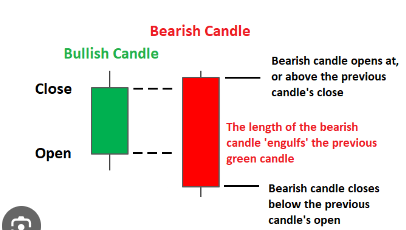 Bearish Candle
Bullish Candle
Bearish candle opens at,
or above the previous
candle's close
Close
The length of the bearish
candle 'engulfs' the previous
green candle
Open
Bearish candle closes
below the previous
candle's open